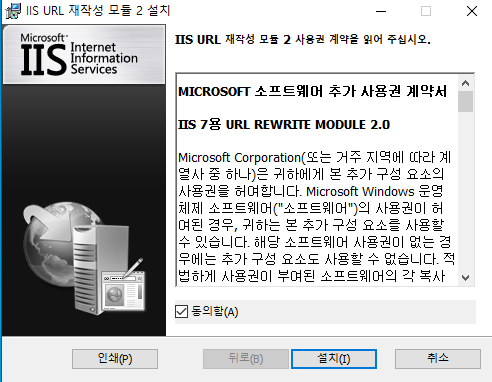 IIS URL 재작성 모듈 2 설치
Microsoft®
IIS Internet
Information
Services
IIS URL 재작성 모듈 2 사용권 계약을 읽어 주십시오.
MICROSOFT 소프트웨어 추가 사용권 계약서
IIS 7용 URL REWRITE MODULE 2.0
Microsoft Corporation(또는 거주 지역에 따라 계
열사 중 하나)은 귀하에게 본 추가 구성 요소의
사용권을 허여합니다. Microsoft Windows 운영
체제 소프트웨어("소프트웨어")의 사용권이 허
여된 경우, 귀하는 본 추가 구성 요소를 사용할
수 있습니다. 해당 소프트웨어 사용권이 없는 경
우에는 추가 구성 요소도 사용할 수 없습니다. 적
법하게 사용권이 부여된 소프트웨어의 각 복사
동의함(A)
인쇄(P)
뒤로(B)
설치(I)
취소